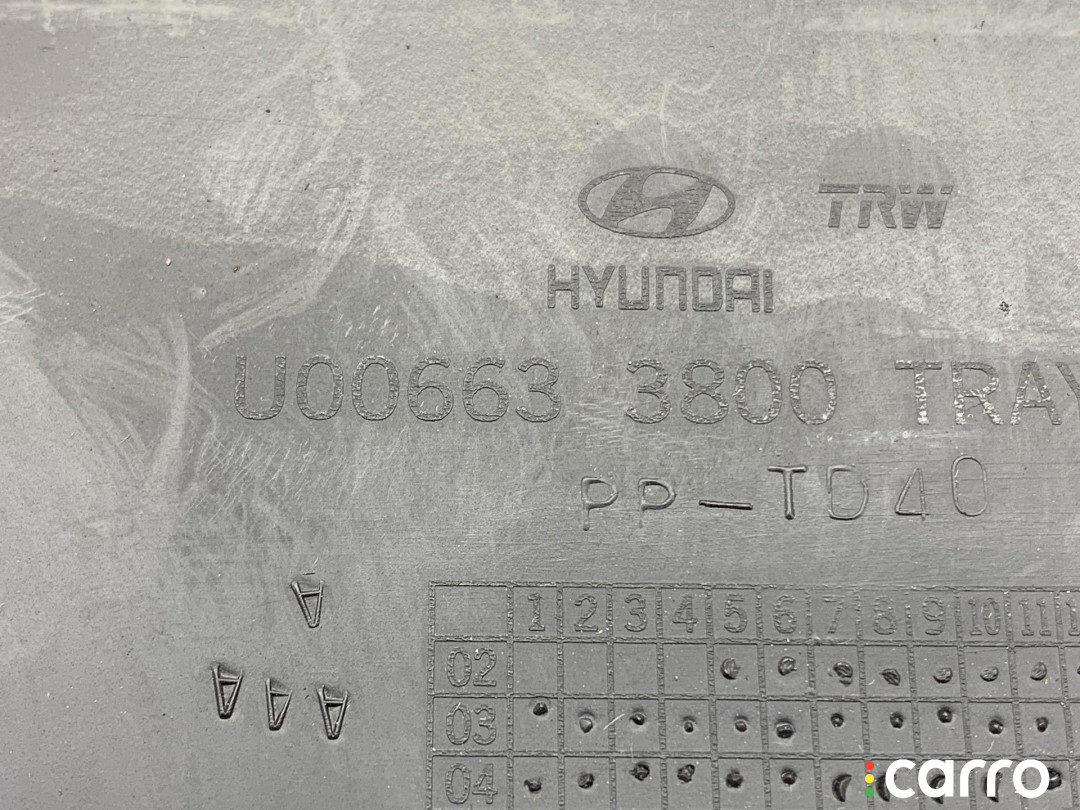 TRW
HYUNDAI
U00663 3800 TRAY
PP-TD40
A
A A A
1 2 3 4 5 6 7 8 9 10 11
02
03
04
carro